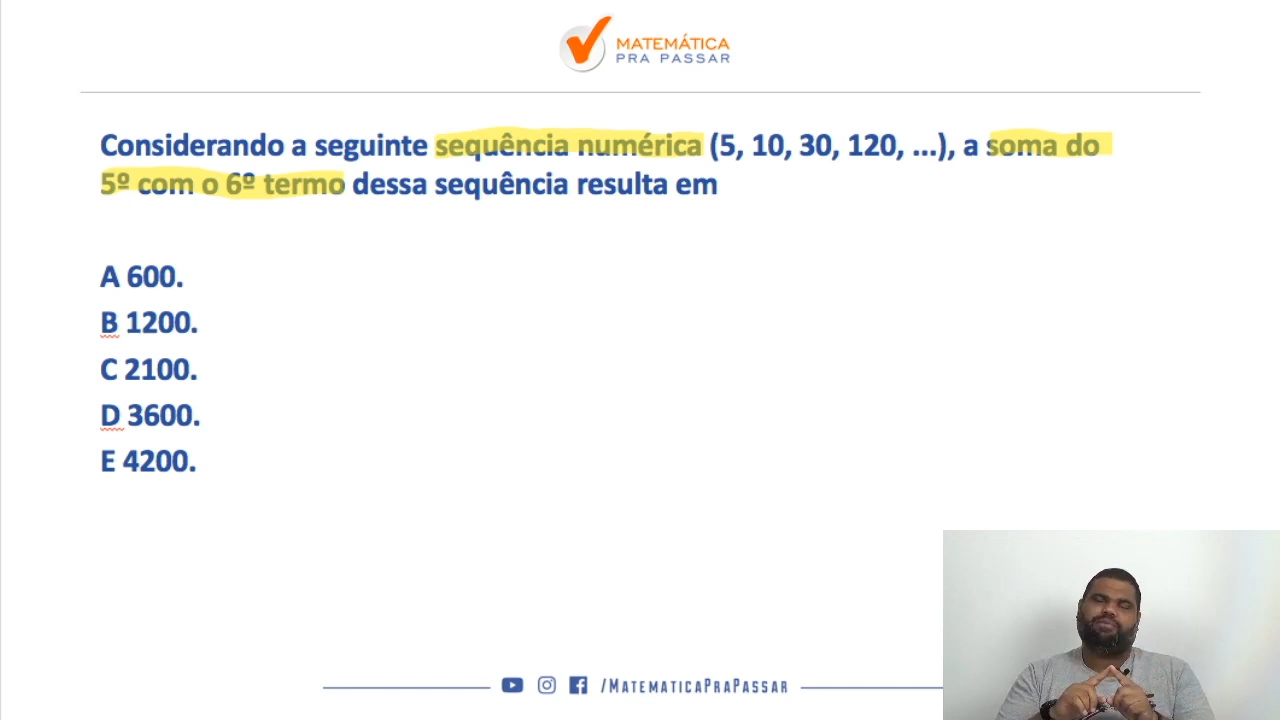 MATEMÁTICA
PRA PASSAR
Considerando a seguinte sequência numérica (5, 10, 30, 120, ...), a soma do
5º com o 6º termo dessa sequência resulta em
A 600.
B 1200.
C 2100.
D 3600.
E 4200.
/MATEMATICAPRAPASSAR